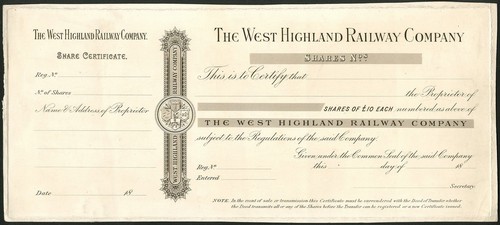 THE WEST HIGHLAND RAILWAY COMPANY.
SHARE CERTIFICATE.
Reg. No
No of Shares
Name & Address of Proprietor
Date 18
RAILWAY COMPANY
WEST HIGHLAND
THE WEST HIGHLAND RAILWAY COMPANY
SHARES Nos
This is to Certify that
the Proprietor of
SHARES OF £10 EACH, numbered as above of
THE WEST HIGHLAND RAILWAY COMPANY
subject to the Regulations of the said Company.
Given under the Common Seal of the said Company
Reg. No this day of 18
Entered
Secretary.
NOTE. In the event of sale or transmission this Certificate must be surrendered with the Deed of Transfer whether
the Deed transmits all or any of the Shares before the Transfer can be registered or a new Certificate issued.